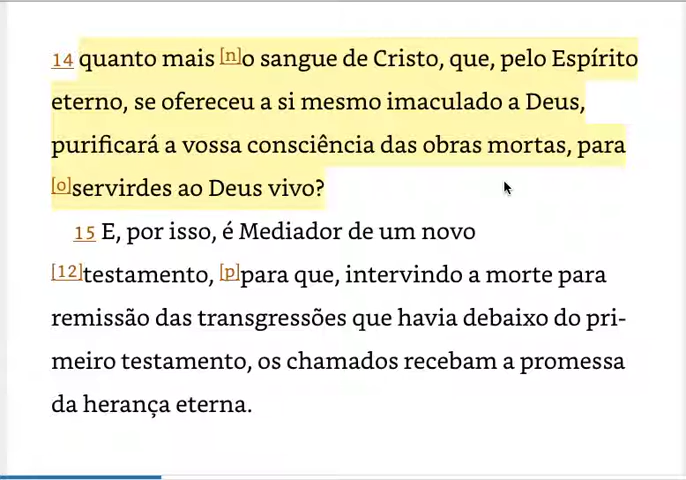 14 quanto mais [n]o sangue de Cristo, que, pelo Espírito
eterno, se ofereceu a si mesmo imaculado a Deus,
purificará a vossa consciência das obras mortas, para
[o]servirdes ao Deus vivo?
15 E, por isso, é Mediador de um novo
[12]testamento, [p]para que, intervindo a morte para
remissão das transgressões que havia debaixo do pri-
meiro testamento, os chamados recebam a promessa
da herança eterna.